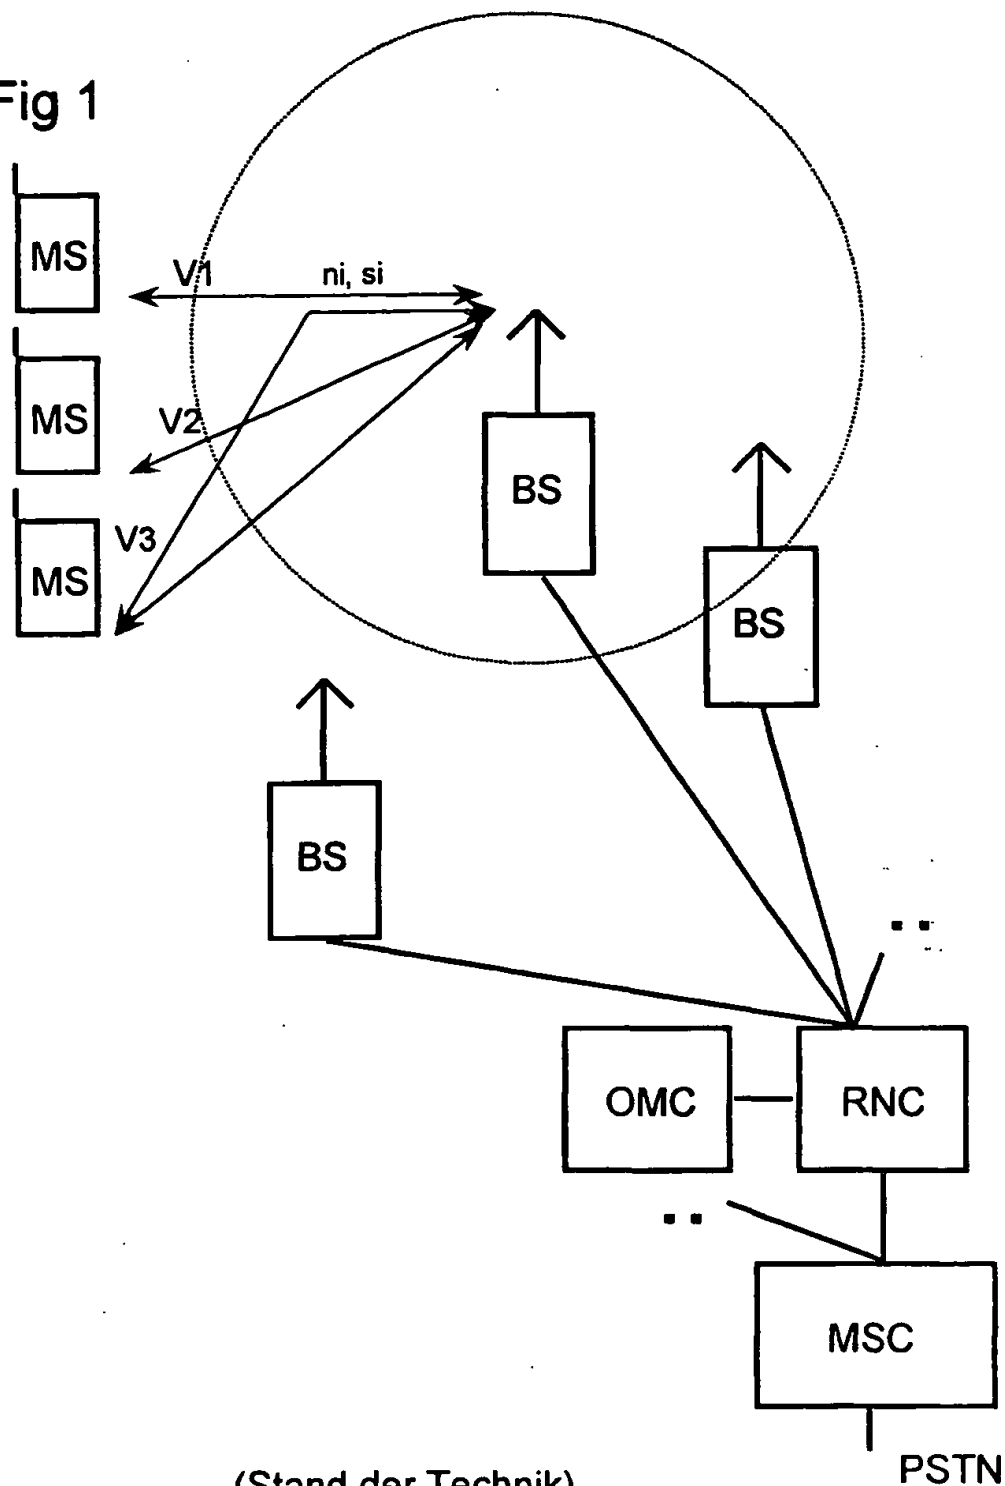 Fig 1
MS
V1
ni, si
MS
V2
BS
MS
V3
BS
BS
..
OMC
RNC
..
MSC
PSTN
(Stand der Technik)